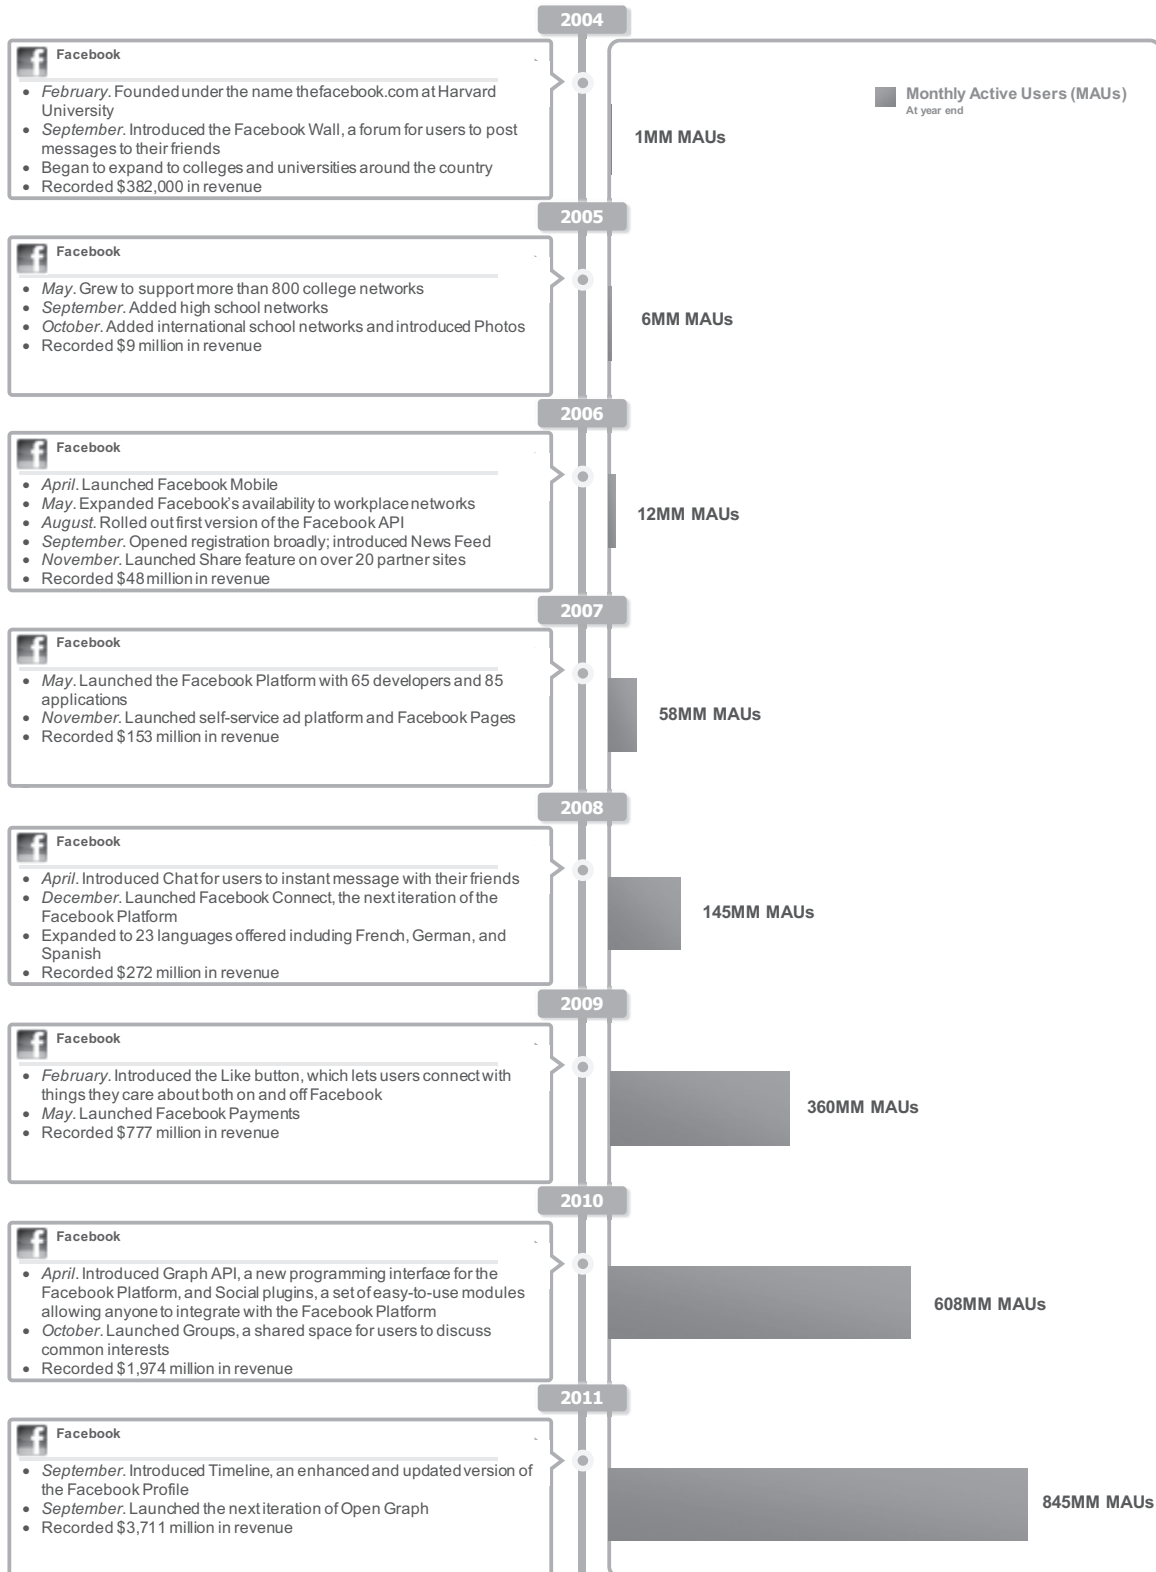 2004
Facebook
• February. Founded under the name thefacebook.com at Harvard
University
• September. Introduced the Facebook Wall, a forum for users to post
messages to their friends
• Began to expand to colleges and universities around the country
• Recorded $382,000 in revenue
Monthly Active Users (MAUs)
At year end
1MM MAUs
2005
Facebook
• May. Grew to support more than 800 college networks
• September. Added high school networks
• October. Added international school networks and introduced Photos
• Recorded $9 million in revenue
6MM MAUs
2006
Facebook
• April. Launched Facebook Mobile
• May. Expanded Facebook's availability to workplace networks
• August. Rolled out first version of the Facebook API
• September. Opened registration broadly; introduced News Feed
• November. Launched Share feature on over 20 partner sites
• Recorded $48 million in revenue
12MM MAUs
2007
Facebook
• May. Launched the Facebook Platform with 65 developers and 85
applications
• November. Launched self-service ad platform and Facebook Pages
• Recorded $153 million in revenue
58MM MAUs
2008
Facebook
• April. Introduced Chat for users to instant message with their friends
• December. Launched Facebook Connect, the next iteration of the
Facebook Platform
• Expanded to 23 languages offered including French, German, and
Spanish
• Recorded $272 million in revenue
145MM MAUs
2009
Facebook
• February. Introduced the Like button, which lets users connect with
things they care about both on and off Facebook
• May. Launched Facebook Payments
• Recorded $777 million in revenue
360MM MAUs
2010
Facebook
• April. Introduced Graph API, a new programming interface for the
Facebook Platform, and Social plugins, a set of easy-to-use modules
allowing anyone to integrate with the Facebook Platform
• October. Launched Groups, a shared space for users to discuss
common interests
• Recorded $1,974 million in revenue
608MM MAUs
2011
Facebook
• September. Introduced Timeline, an enhanced and updated version of
the Facebook Profile
• September. Launched the next iteration of Open Graph
• Recorded $3,711 million in revenue
845MM MAUs